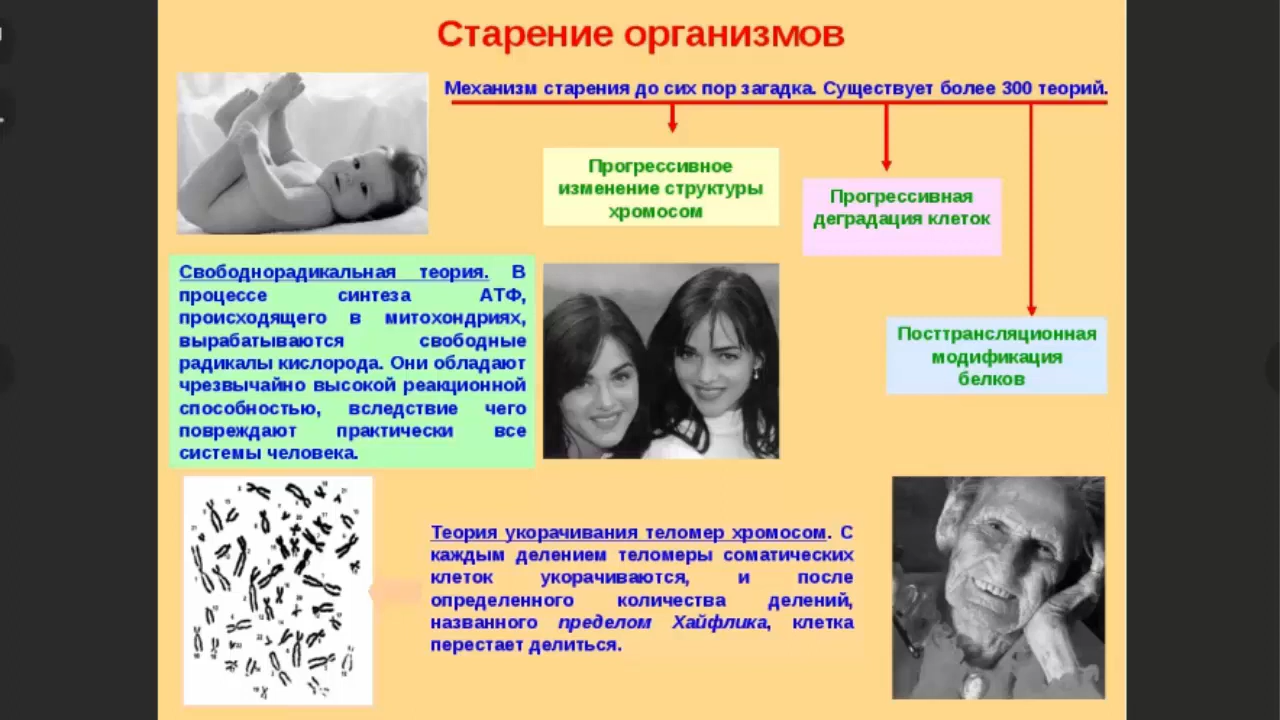 Старение организмов
Механизм старения до сих пор загадка. Существует более 300 теорий.
Прогрессивное
изменение структуры
хромосом
Прогрессивная
деградация клеток
Посттрансляционная
модификация
белков
Свободнорадикальная теория. В
процессе синтеза АТФ,
происходящего в митохондриях,
вырабатываются свободные
радикалы кислорода. Они обладают
чрезвычайно высокой реакционной
способностью, вследствие чего
повреждают практически все
системы человека.
Теория укорачивания теломер хромосом. С
каждым делением теломеры соматических
клеток укорачиваются, и после
определенного количества делений,
названного пределом Хайфлика, клетка
перестает делиться.